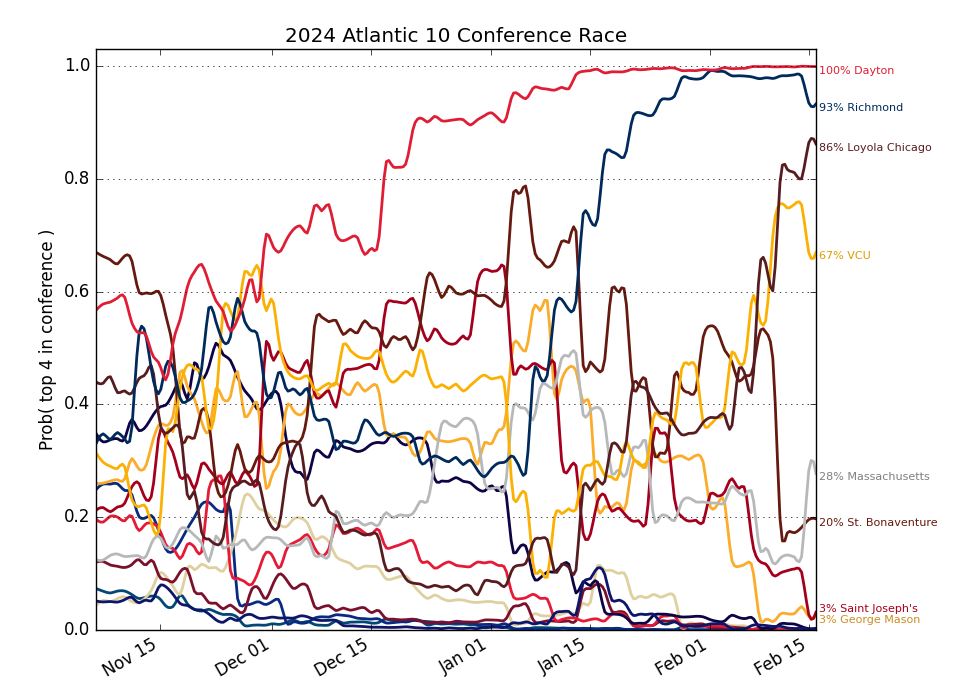 2024 Atlantic 10 Conference Race
Prob( top 4 in conference )
1.0
0.8
0.6
0.4
0.2
0.0
Nov 15
Dec 01
Dec 15
Jan 01
Jan 15
Feb 01
Feb 15
100% Dayton
93% Richmond
86% Loyola Chicago
67% VCU
28% Massachusetts
20% St. Bonaventure
3% Saint Joseph's
3% George Mason